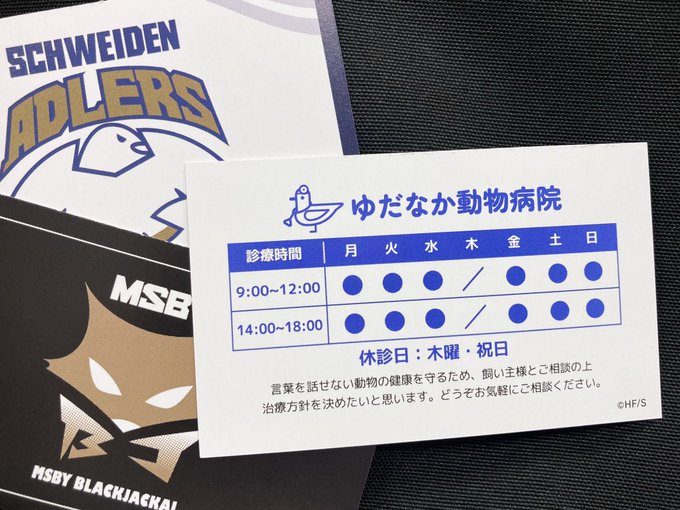 SCHWEIDEN
ADLERS
MSBY
BJ
MSBY BLACKJACKAL
ゆだなか動物病院
診療時間 月 火 水 木 金 土 日
9:00~12:00 ● ● ● ／ ● ● ●
14:00~18:00 ● ● ● ／ ● ● ●
休診日：木曜・祝日
言葉を話せない動物の健康を守るため、飼い主様とご相談の上
治療方針を決めたいと思います。どうぞお気軽にご相談ください。
©HF/S